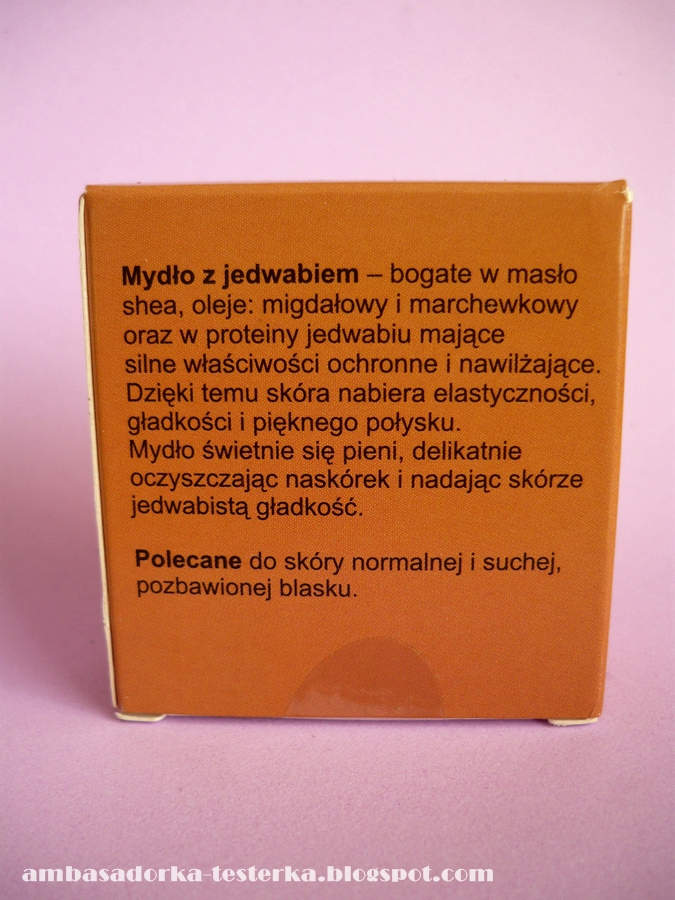 Mydło z jedwabiem – bogate w masło
shea, oleje: migdałowy i marchewkowy
oraz w proteiny jedwabiu mające
silne właściwości ochronne i nawilżające.
Dzięki temu skóra nabiera elastyczności,
gładkości i pięknego połysku.
Mydło świetnie się pieni, delikatnie
oczyszczając naskórek i nadając skórze
jedwabistą gładkość.
Polecane do skóry normalnej i suchej,
pozbawionej blasku.
ambasadorka-testerka.blogspot.com